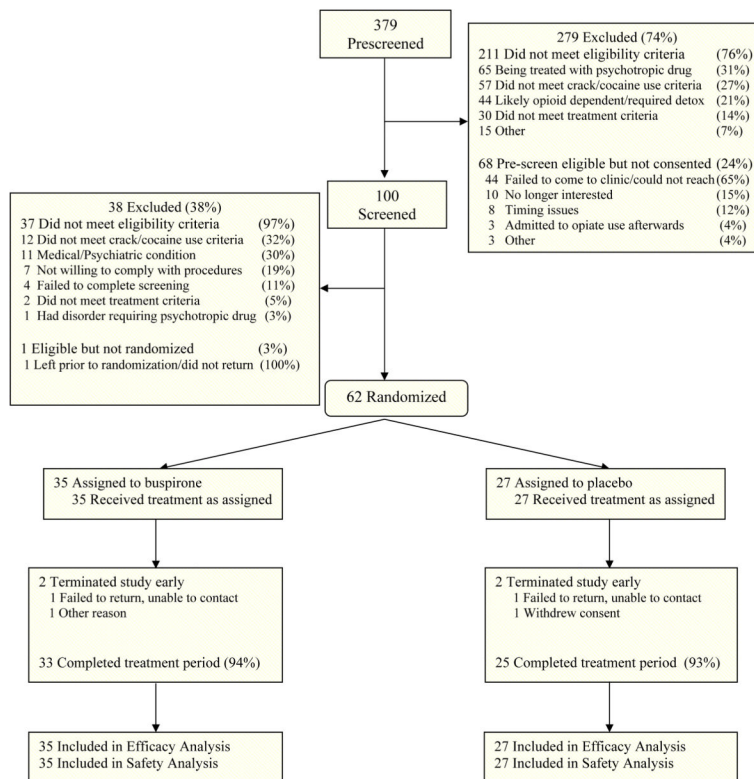 379
Prescreened
279 Excluded (74%)
211 Did not meet eligibility criteria (76%)
65 Being treated with psychotropic drug (31%)
57 Did not meet crack/cocaine use criteria (27%)
44 Likely opioid dependent/required detox (21%)
30 Did not meet treatment criteria (14%)
15 Other (7%)
68 Pre-screen eligible but not consented (24%)
44 Failed to come to clinic/could not reach (65%)
10 No longer interested (15%)
8 Timing issues (12%)
3 Admitted to opiate use afterwards (4%)
3 Other (4%)
100
Screened
38 Excluded (38%)
37 Did not meet eligibility criteria (97%)
12 Did not meet crack/cocaine use criteria (32%)
11 Medical/Psychiatric condition (30%)
7 Not willing to comply with procedures (19%)
4 Failed to complete screening (11%)
2 Did not meet treatment criteria (5%)
1 Had disorder requiring psychotropic drug (3%)
1 Eligible but not randomized (3%)
1 Left prior to randomization/did not return (100%)
62 Randomized
35 Assigned to buspirone
35 Received treatment as assigned
27 Assigned to placebo
27 Received treatment as assigned
2 Terminated study early
1 Failed to return, unable to contact
1 Other reason
33 Completed treatment period (94%)
2 Terminated study early
1 Failed to return, unable to contact
1 Withdrew consent
25 Completed treatment period (93%)
35 Included in Efficacy Analysis
35 Included in Safety Analysis
27 Included in Efficacy Analysis
27 Included in Safety Analysis